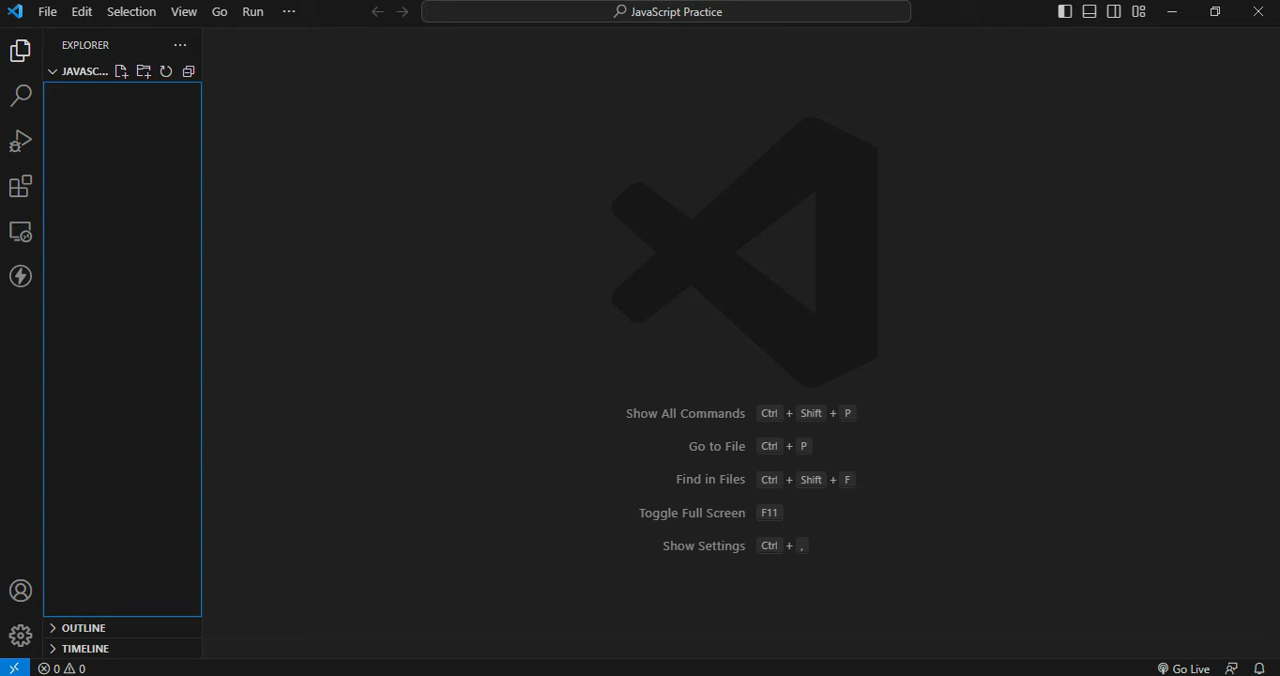 File Edit Selection View Go Run ··· JavaScript Practice
EXPLORER ···
JAVASC...
Show All Commands Ctrl + Shift + P
Go to File Ctrl + P
Find in Files Ctrl + Shift + F
Toggle Full Screen F11
Show Settings Ctrl + ,
OUTLINE
TIMELINE
0 0 Go Live